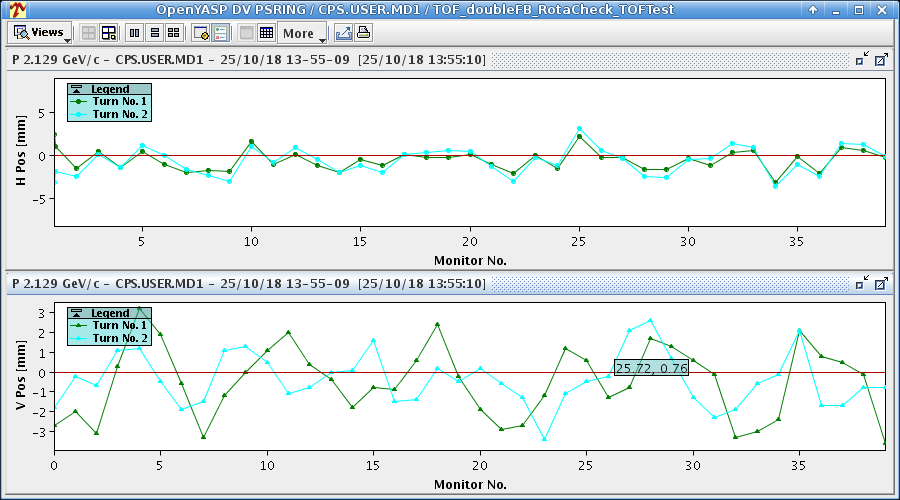 OpenYASP DV PSRING / CPS.USER.MD1 / TOF_doubleFB_RotaCheck_TOFTest
Views
More
P 2.129 GeV/c - CPS.USER.MD1 - 25/10/18 13-55-09 [25/10/18 13:55:10]
Legend
Turn No. 1
Turn No. 2
H Pos [mm]
5
0
-5
5 10 15 20 25 30 35
Monitor No.
P 2.129 GeV/c - CPS.USER.MD1 - 25/10/18 13-55-09 [25/10/18 13:55:10]
Legend
Turn No. 1
Turn No. 2
V Pos [mm]
3
2
1
0
-1
-2
-3
25.72, 0.76
0 5 10 15 20 25 30 35
Monitor No.